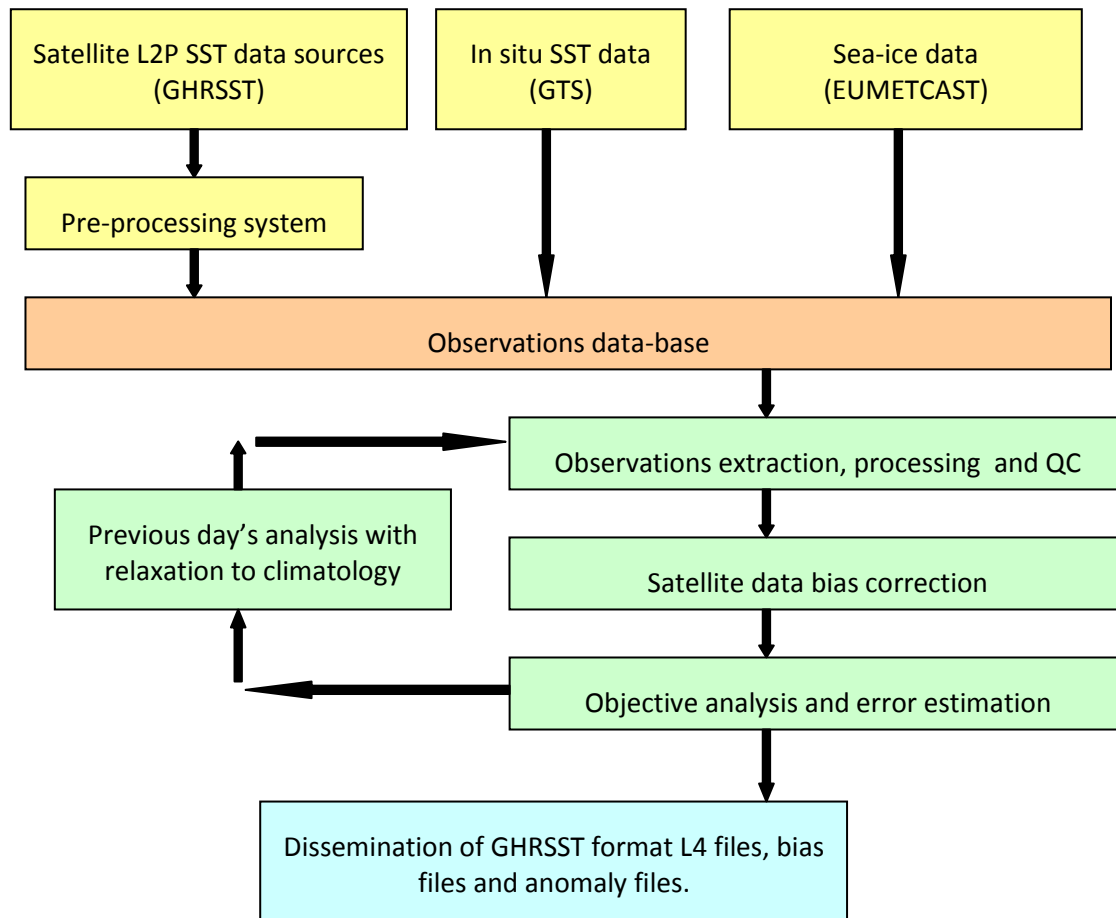 Satellite L2P SST data sources
(GHRSST)
In situ SST data
(GTS)
Sea-ice data
(EUMETCAST)
Pre-processing system
Observations data-base
Observations extraction, processing  and QC
Previous day’s analysis with
relaxation to climatology
Satellite data bias correction
Objective analysis and error estimation
Dissemination of GHRSST format L4 files, bias
files and anomaly files.